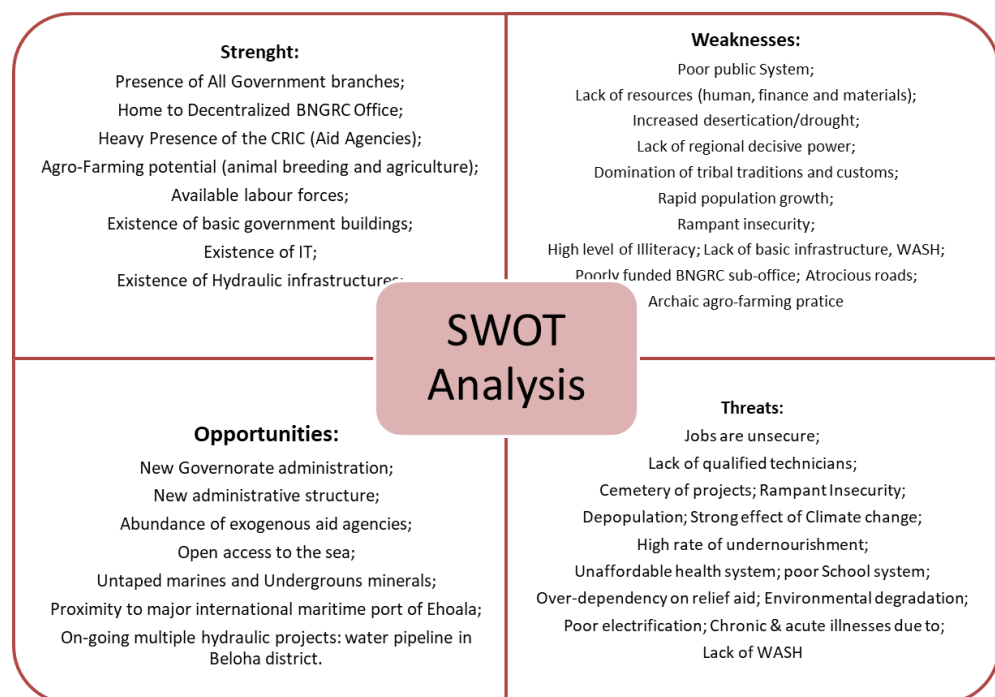 Strenght:
Presence of All Government branches;
Home to Decentralized BNGRC Office;
Heavy Presence of the CRIC (Aid Agencies);
Agro-Farming potential (animal breeding and agriculture);
Available labour forces;
Existence of basic government buildings;
Existence of IT;
Existence of Hydraulic infrastructures;
Weaknesses:
Poor public System;
Lack of resources (human, finance and materials);
Increased desertication/drought;
Lack of regional decisive power;
Domination of tribal traditions and customs;
Rapid population growth;
Rampant insecurity;
High level of Illiteracy; Lack of basic infrastructure, WASH;
Poorly funded BNGRC sub-office; Atrocious roads;
Archaic agro-farming pratice
SWOT
Analysis
Opportunities:
New Governorate administration;
New administrative structure;
Abundance of exogenous aid agencies;
Open access to the sea;
Untaped marines and Undergrouns minerals;
Proximity to major international maritime port of Ehoala;
On-going multiple hydraulic projects: water pipeline in
Beloha district.
Threats:
Jobs are unsecure;
Lack of qualified technicians;
Cemetery of projects; Rampant Insecurity;
Depopulation; Strong effect of Climate change;
High rate of undernourishment;
Unaffordable health system; poor School system;
Over-dependency on relief aid; Environmental degradation;
Poor electrification; Chronic & acute illnesses due to;
Lack of WASH